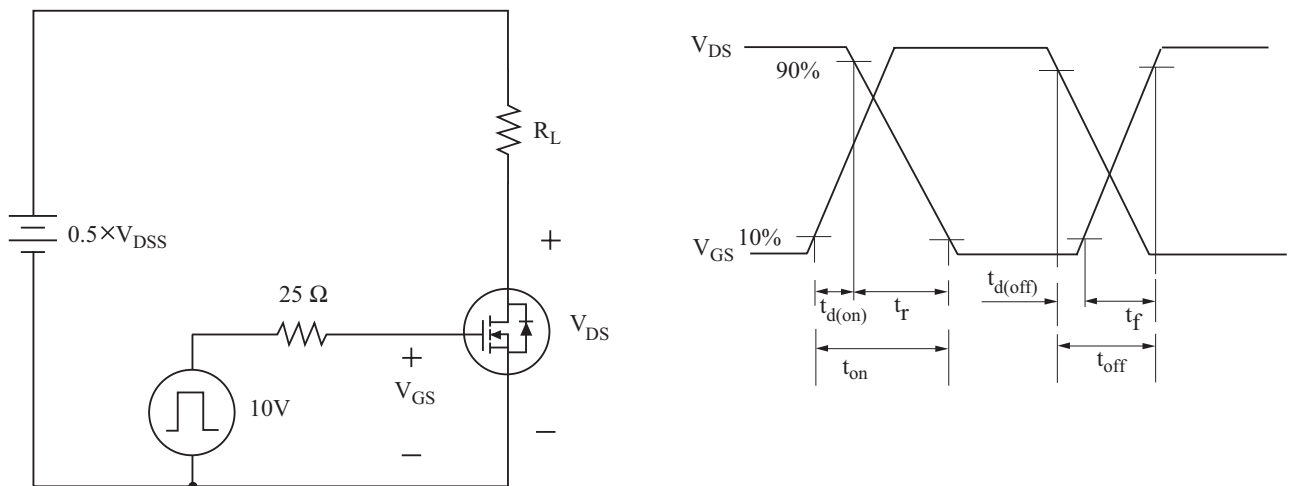 R_L
0.5×V_DSS
25 Ω
V_DS
V_GS
10V
V_DS
90%
10%
V_GS
t_d(on)
t_r
t_d(off)
t_f
t_on
t_off